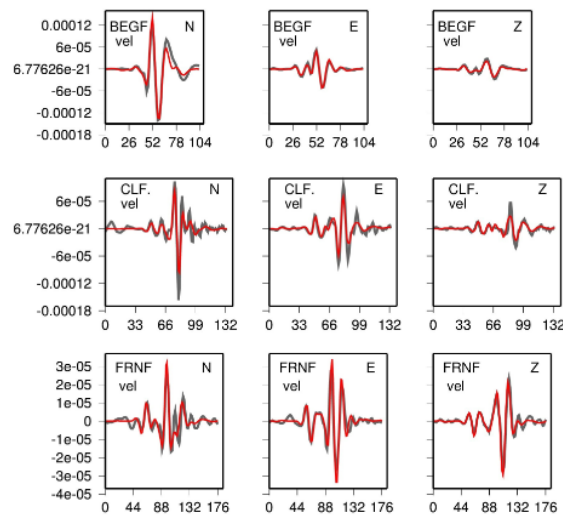 0.00012
6e-05
6.77626e-21
-6e-05
-0.00012
-0.00018
BEGF N
vel
0 26 52 78 104
BEGF E
vel
0 26 52 78 104
BEGF Z
vel
0 26 52 78 104
6e-05
6.77626e-21
-6e-05
-0.00012
-0.00018
CLF. N
vel
0 33 66 99 132
CLF. E
vel
0 33 66 99 132
CLF. Z
vel
0 33 66 99 132
3e-05
2e-05
1e-05
0
-1e-05
-2e-05
-3e-05
-4e-05
FRNF N
vel
0 44 88 132 176
FRNF E
vel
0 44 88 132 176
FRNF Z
vel
0 44 88 132 176